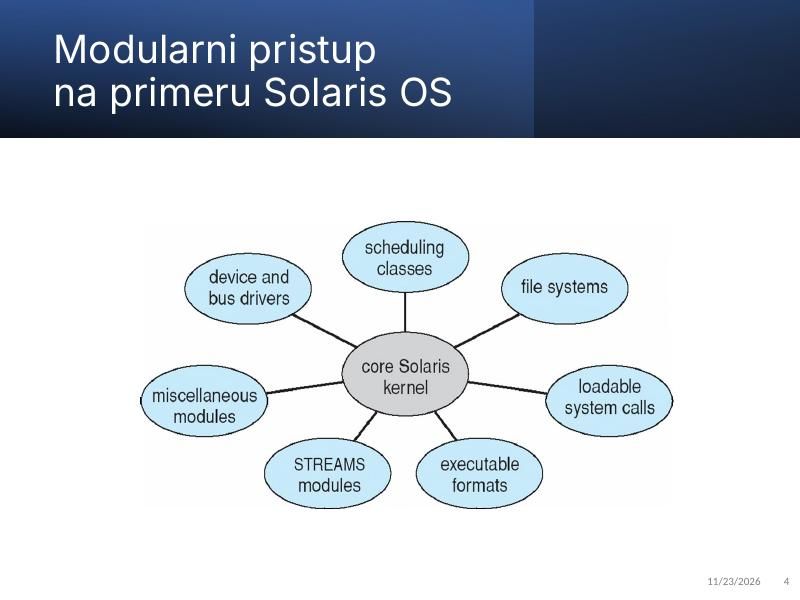 Modularni pristup
na primeru Solaris OS
scheduling
classes
device and
bus drivers
file systems
core Solaris
kernel
miscellaneous
modules
loadable
system calls
STREAMS
modules
executable
formats
11/23/2026
4